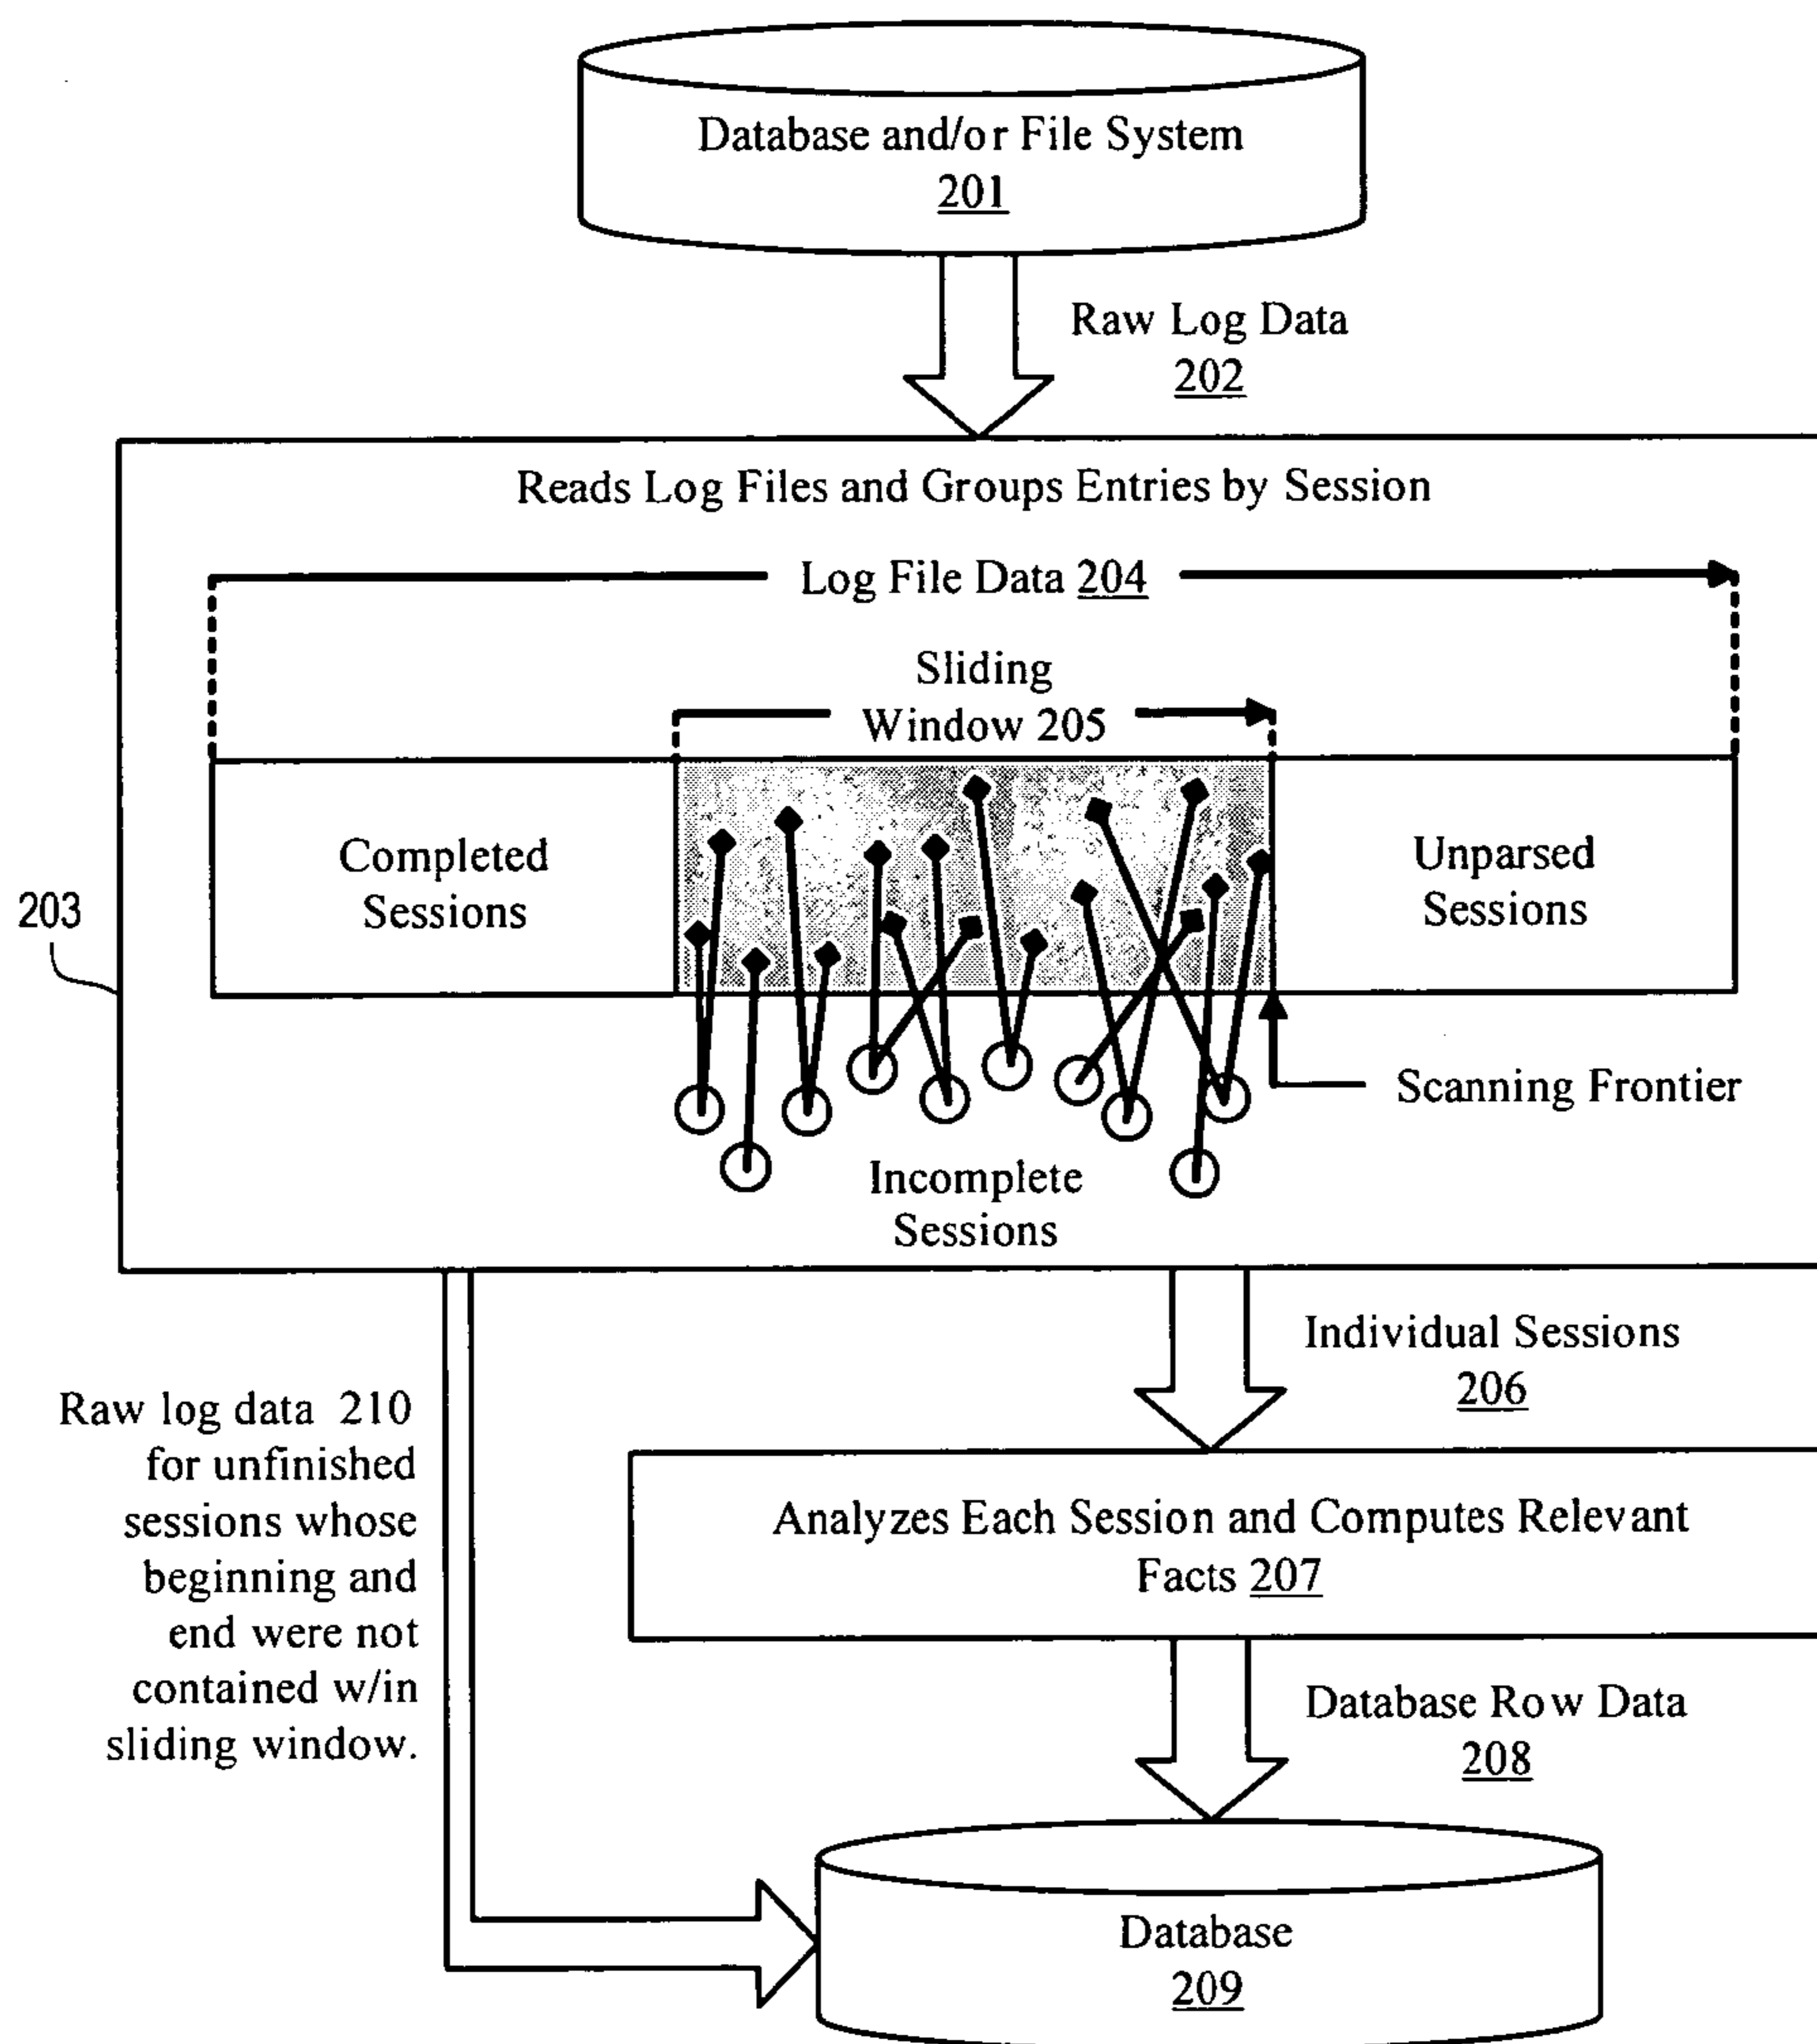 Database and/or File System
201
Raw Log Data
202
Reads Log Files and Groups Entries by Session
Log File Data 204
Sliding
Window 205
Completed
Sessions
Unparsed
Sessions
203
Scanning Frontier
Incomplete
Sessions
Individual Sessions
206
Raw log data 210
for unfinished
sessions whose
beginning and
end were not
contained w/in
sliding window.
Analyzes Each Session and Computes Relevant
Facts 207
Database Row Data
208
Database
209